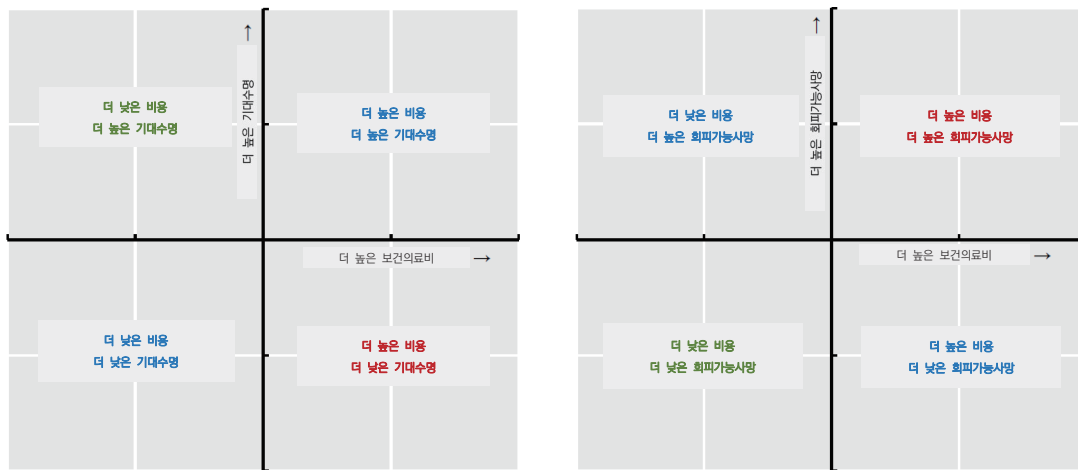 ↑
더 높은 기대수명
더 낮은 비용
더 높은 기대수명
더 높은 비용
더 높은 기대수명
더 높은 보건의료비 →
더 낮은 비용
더 낮은 기대수명
더 높은 비용
더 낮은 기대수명
↑
더 높은 회피가능사망
더 낮은 비용
더 높은 회피가능사망
더 높은 비용
더 높은 회피가능사망
더 높은 보건의료비 →
더 낮은 비용
더 낮은 회피가능사망
더 높은 비용
더 낮은 회피가능사망